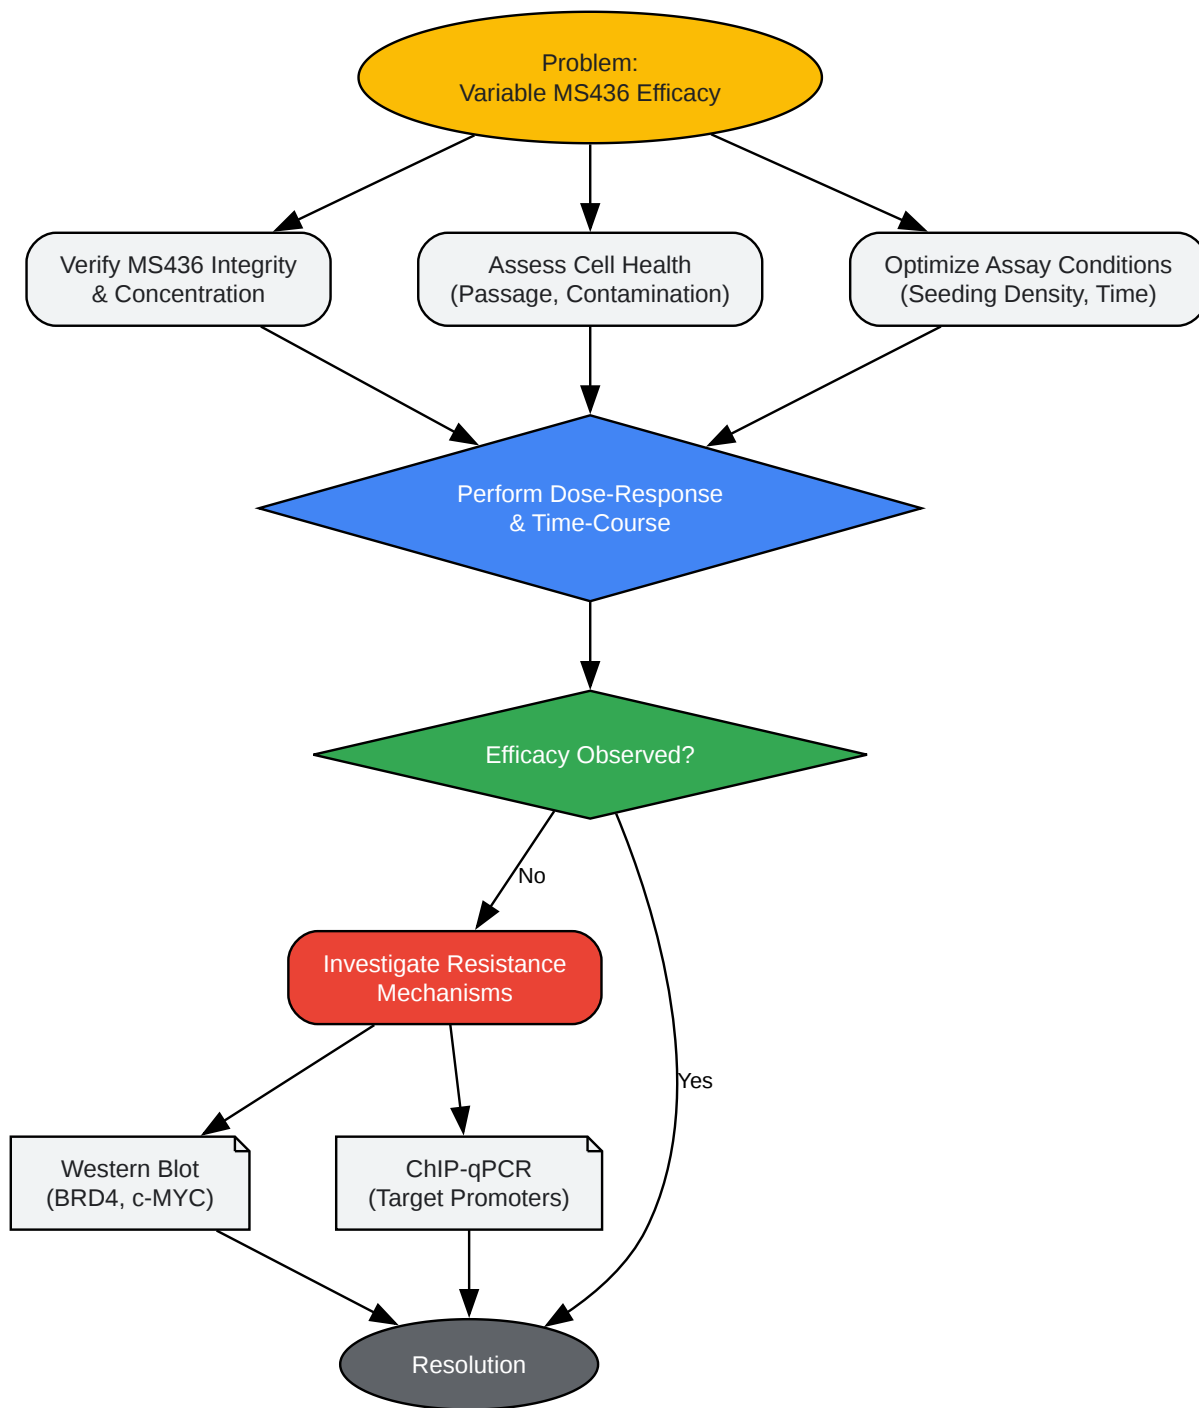 Problem:
Variable MS436 Efficacy
Verify MS436 Integrity
& Concentration
Assess Cell Health
(Passage, Contamination)
Optimize Assay Conditions
(Seeding Density, Time)
Perform Dose-Response
& Time-Course
Efficacy Observed?
No
Investigate Resistance
Mechanisms
Yes
Western Blot
(BRD4, c-MYC)
ChIP-qPCR
(Target Promoters)
Resolution